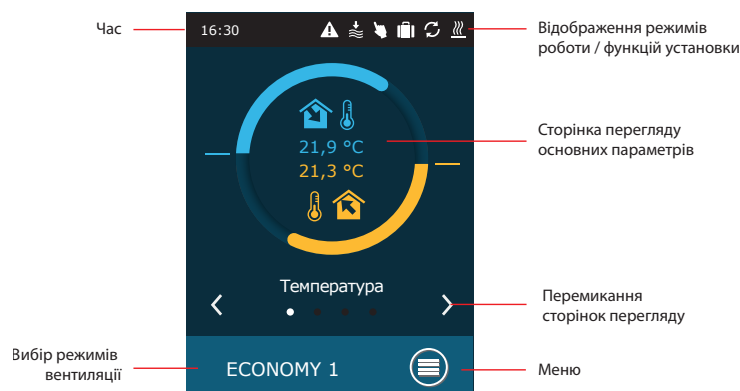 Час
16:30
Відображення режимів
роботи / функцій установки
21,9 °C
21,3 °C
Сторінка перегляду
основних параметрів
Температура
Перемикання
сторінок перегляду
Вибір режимів
вентиляції
ECONOMY 1
Меню